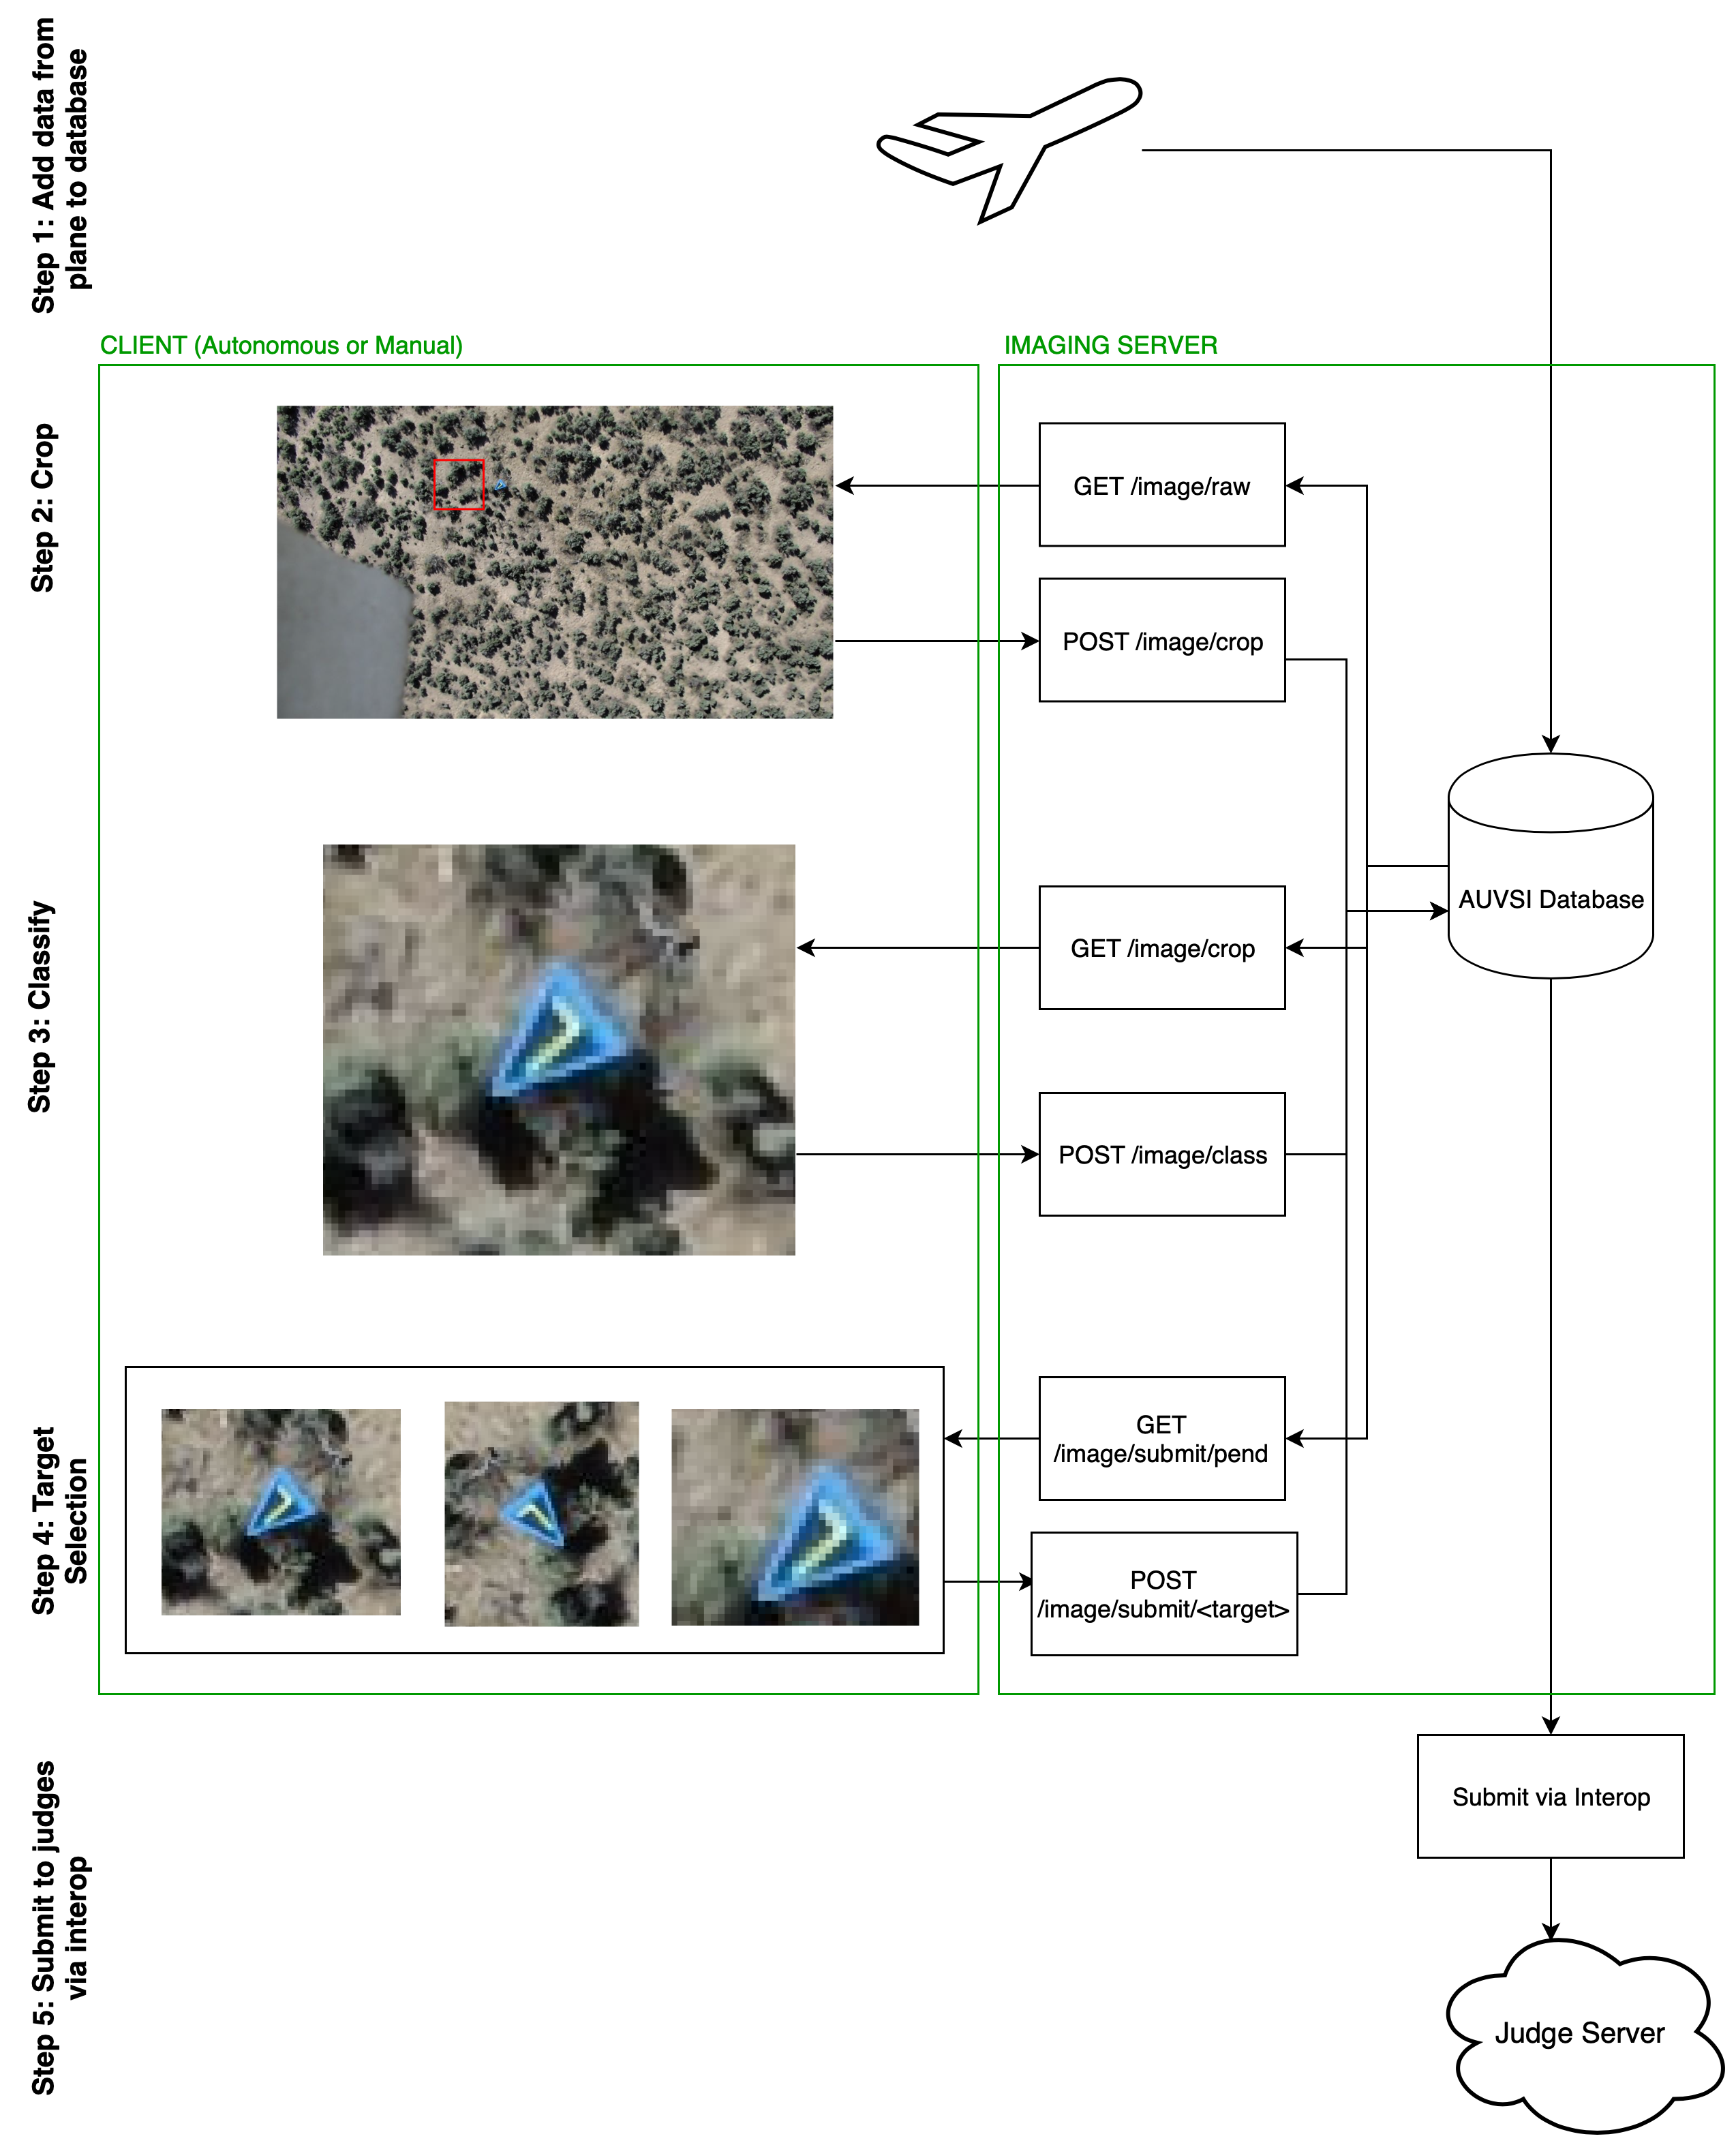 Step 1: Add data from
plane to database
CLIENT (Autonomous or Manual)
IMAGING SERVER
Step 2: Crop
GET /image/raw
POST /image/crop
AUVSI Database
Step 3: Classify
GET /image/crop
POST /image/class
Step 4: Target
Selection
GET
/image/submit/pend
POST
/image/submit/<target>
Step 5: Submit to judges
via interop
Submit via Interop
Judge Server